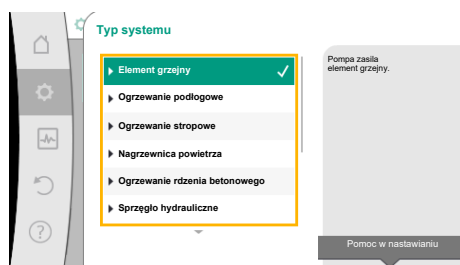 Typ systemu
Element grzejny
Ogrzewanie podłogowe
Ogrzewanie stropowe
Nagrzewnica powietrza
Ogrzewanie rdzenia betonowego
Sprzęgło hydrauliczne
Pompa zasila
element grzejny.
Pomoc w nastawianiu